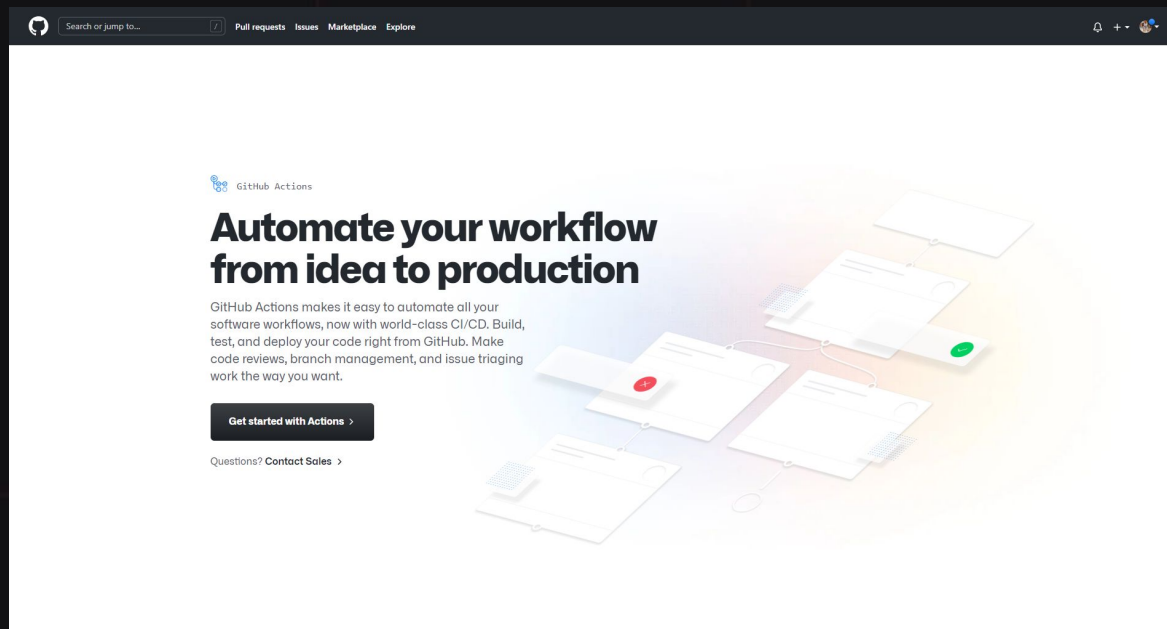 Search or jump to...
/
Pull requests Issues Marketplace Explore
GitHub Actions
Automate your workflow
from idea to production
GitHub Actions makes it easy to automate all your
software workflows, now with world-class CI/CD. Build,
test, and deploy your code right from GitHub. Make
code reviews, branch management, and issue triaging
work the way you want.
Get started with Actions >
Questions? Contact Sales >